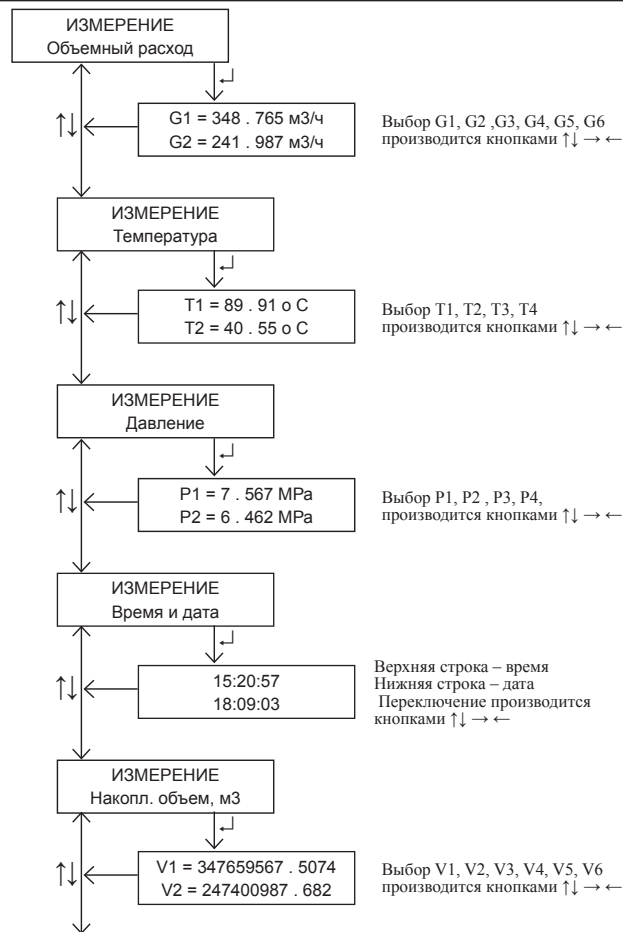 ИЗМЕРЕНИЕ
Объемный расход
↑↓
G1 = 348 . 765 м3/ч
G2 = 241 . 987 м3/ч
Выбор G1, G2 ,G3, G4, G5, G6
производится кнопками ↑↓ → ←
ИЗМЕРЕНИЕ
Температура
↑↓
T1 = 89 . 91 o C
T2 = 40 . 55 o C
Выбор T1, T2, T3, T4
производится кнопками ↑↓ → ←
ИЗМЕРЕНИЕ
Давление
↑↓
P1 = 7 . 567 MPa
P2 = 6 . 462 MPa
Выбор P1, P2 , P3, P4,
производится кнопками ↑↓ → ←
ИЗМЕРЕНИЕ
Время и дата
↑↓
15:20:57
18:09:03
Верхняя строка – время
Нижняя строка – дата
Переключение производится
кнопками ↑↓ → ←
ИЗМЕРЕНИЕ
Накопл. объем, м3
↑↓
V1 = 347659567 . 5074
V2 = 247400987 . 682
Выбор V1, V2, V3, V4, V5, V6
производится кнопками ↑↓ → ←